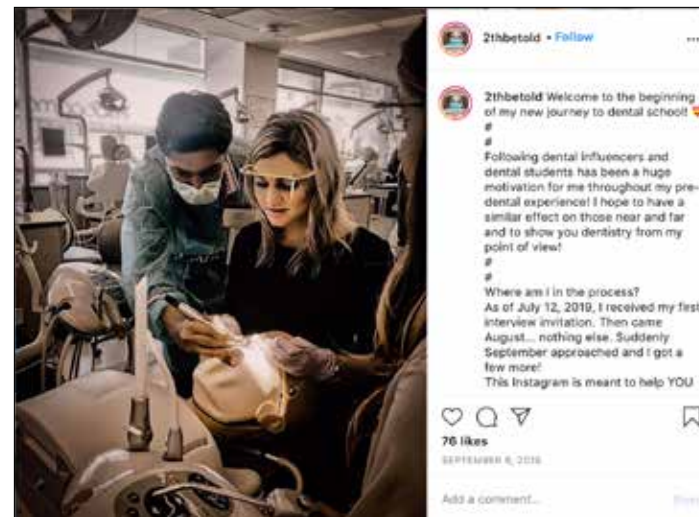 2thbetold • Follow
2thbetold Welcome to the beginning
of my new journey to dental school!
#
#
Following dental influencers and
dental students has been a huge
motivation for me throughout my pre-
dental experience! I hope to have a
similar effect on those near and far
and to show you dentistry from my
point of view!
#
#
Where am I in the process?
As of July 12, 2019, I received my first
interview invitation. Then came
August... nothing else. Suddenly
September approached and I got a
few more!
This Instagram is meant to help YOU
76 likes
SEPTEMBER
Add a comment...